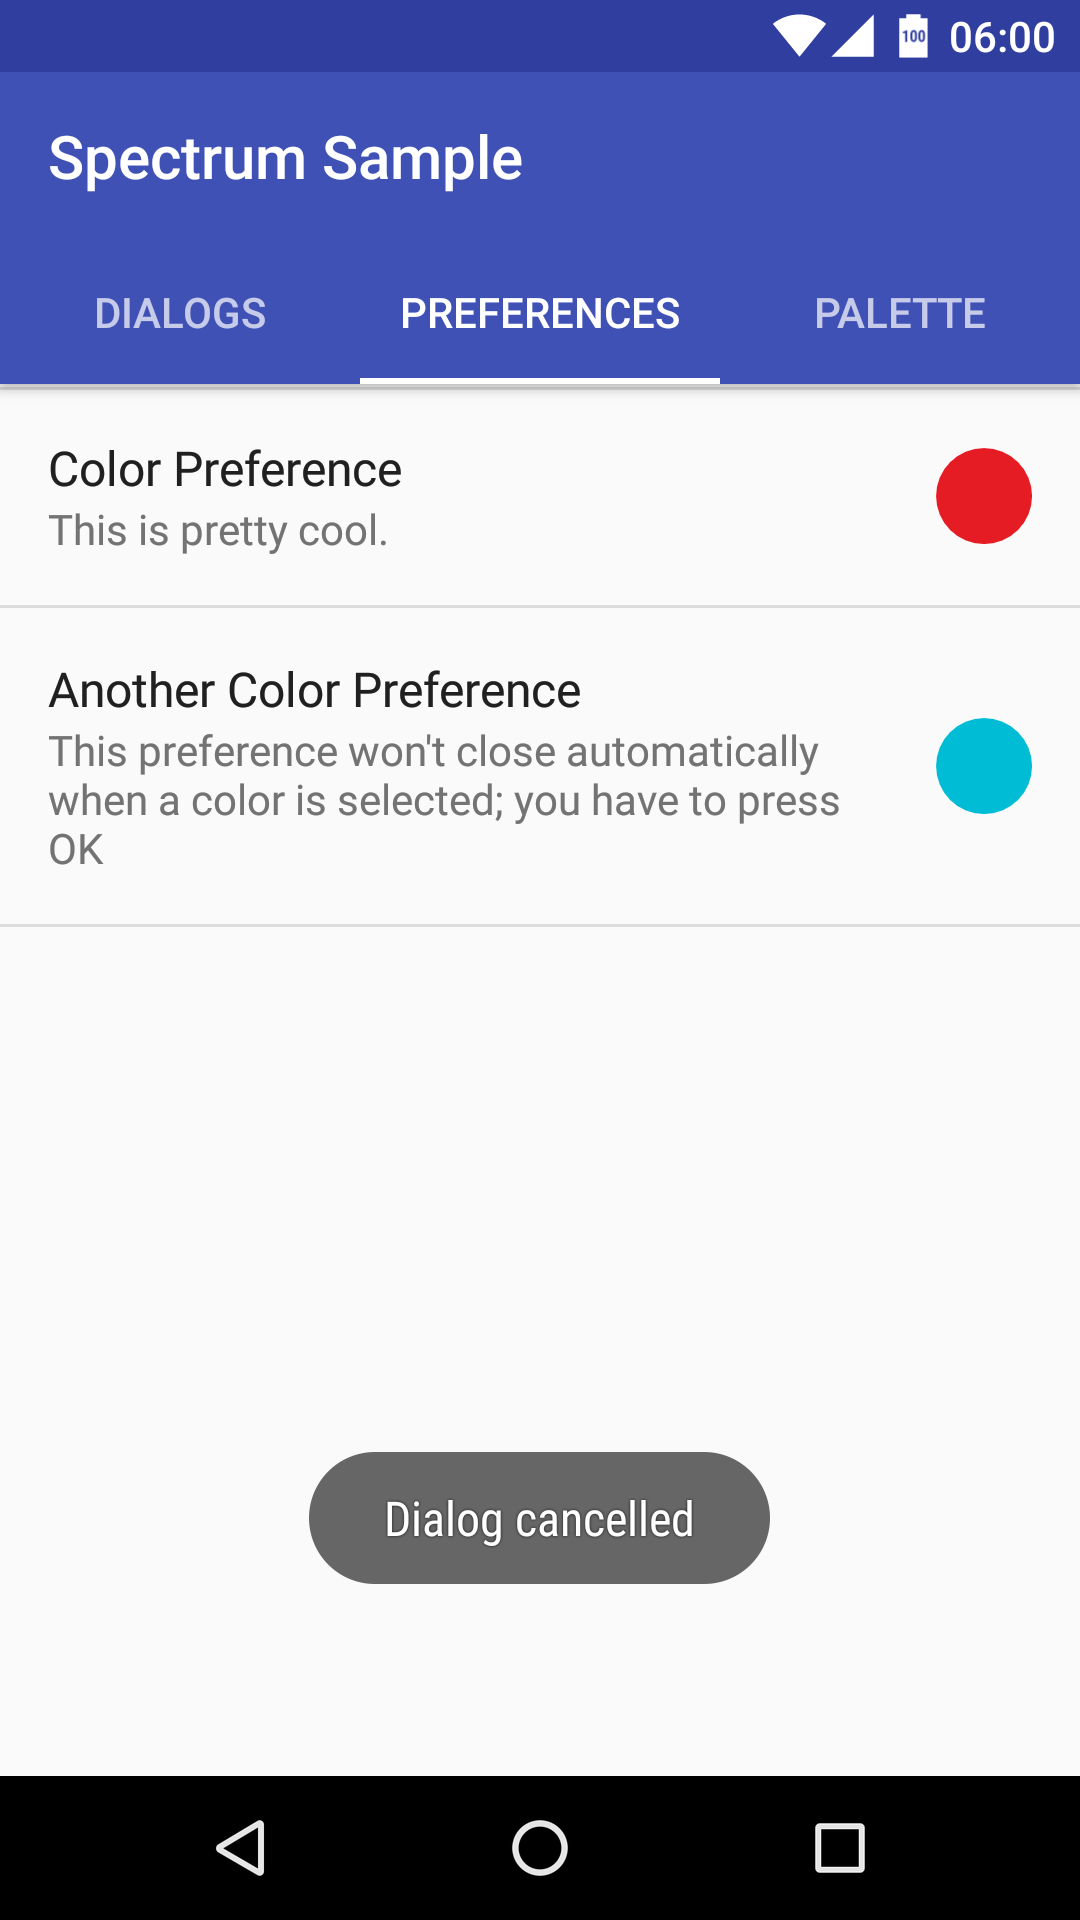 100 06:00
Spectrum Sample
DIALOGS PREFERENCES PALETTE
Color Preference
This is pretty cool.
Another Color Preference
This preference won't close automatically
when a color is selected; you have to press
OK
Dialog cancelled